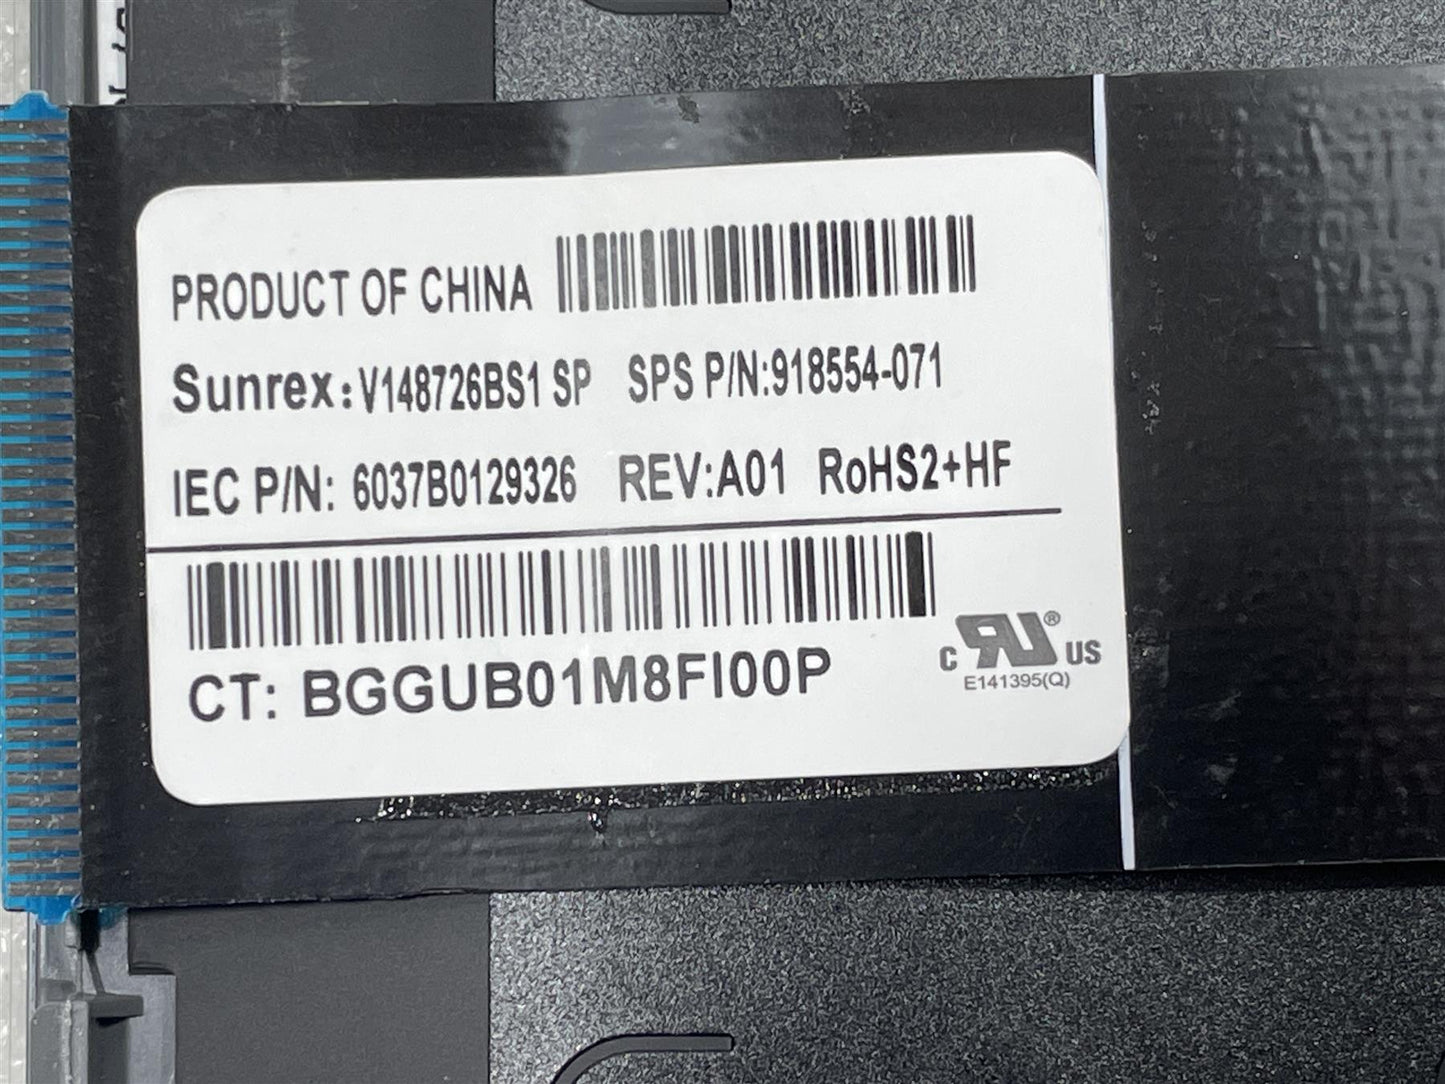 PRODUCT OF CHINA
Sunrex: V148726BS1 SP SPS P/N:918554-071
IEC P/N: 6037B0129326 REV:A01 RoHS2+HF
CT: BGGUB01M8FI00P
C RU® US
E141395(Q)